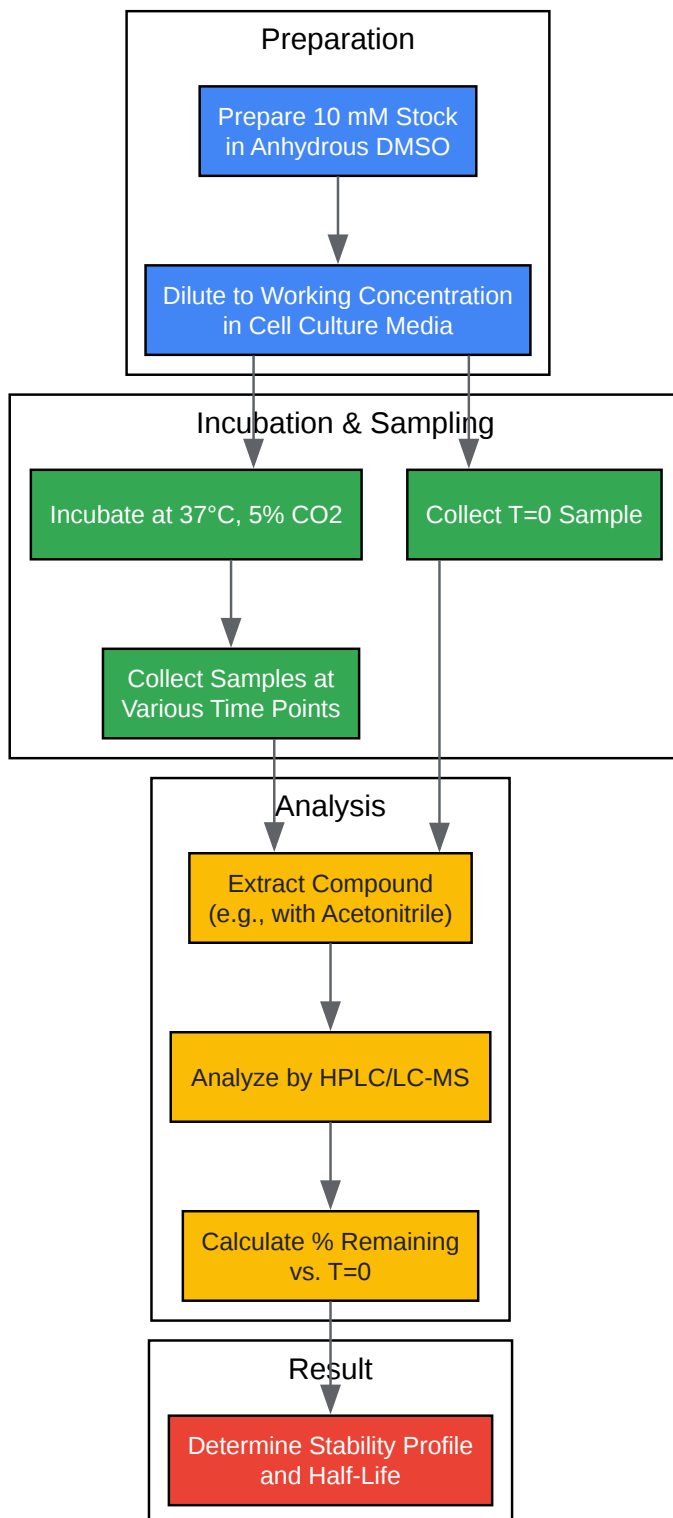 Preparation
Prepare 10 mM Stock
in Anhydrous DMSO
Dilute to Working Concentration
in Cell Culture Media
Incubation & Sampling
Incubate at 37°C, 5% CO2
Collect T=0 Sample
Collect Samples at
Various Time Points
Analysis
Extract Compound
(e.g., with Acetonitrile)
Analyze by HPLC/LC-MS
Calculate % Remaining
vs. T=0
Result
Determine Stability Profile
and Half-Life